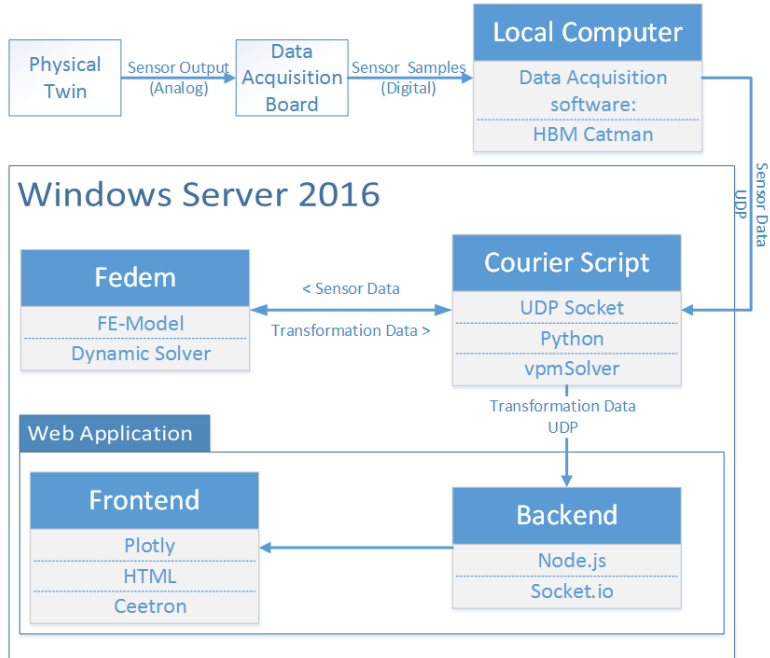 Physical
Twin
Sensor Output
(Analog)
Data
Acquisition
Board
Sensor Samples
(Digital)
Local Computer
Data Acquisition
software:
HBM Catman
Sensor Data
UDP
Windows Server 2016
Fedem
FE-Model
Dynamic Solver
< Sensor Data
Transformation Data >
Courier Script
UDP Socket
Python
vpmSolver
Transformation Data
UDP
Web Application
Frontend
Plotly
HTML
Ceetron
Backend
Node.js
Socket.io